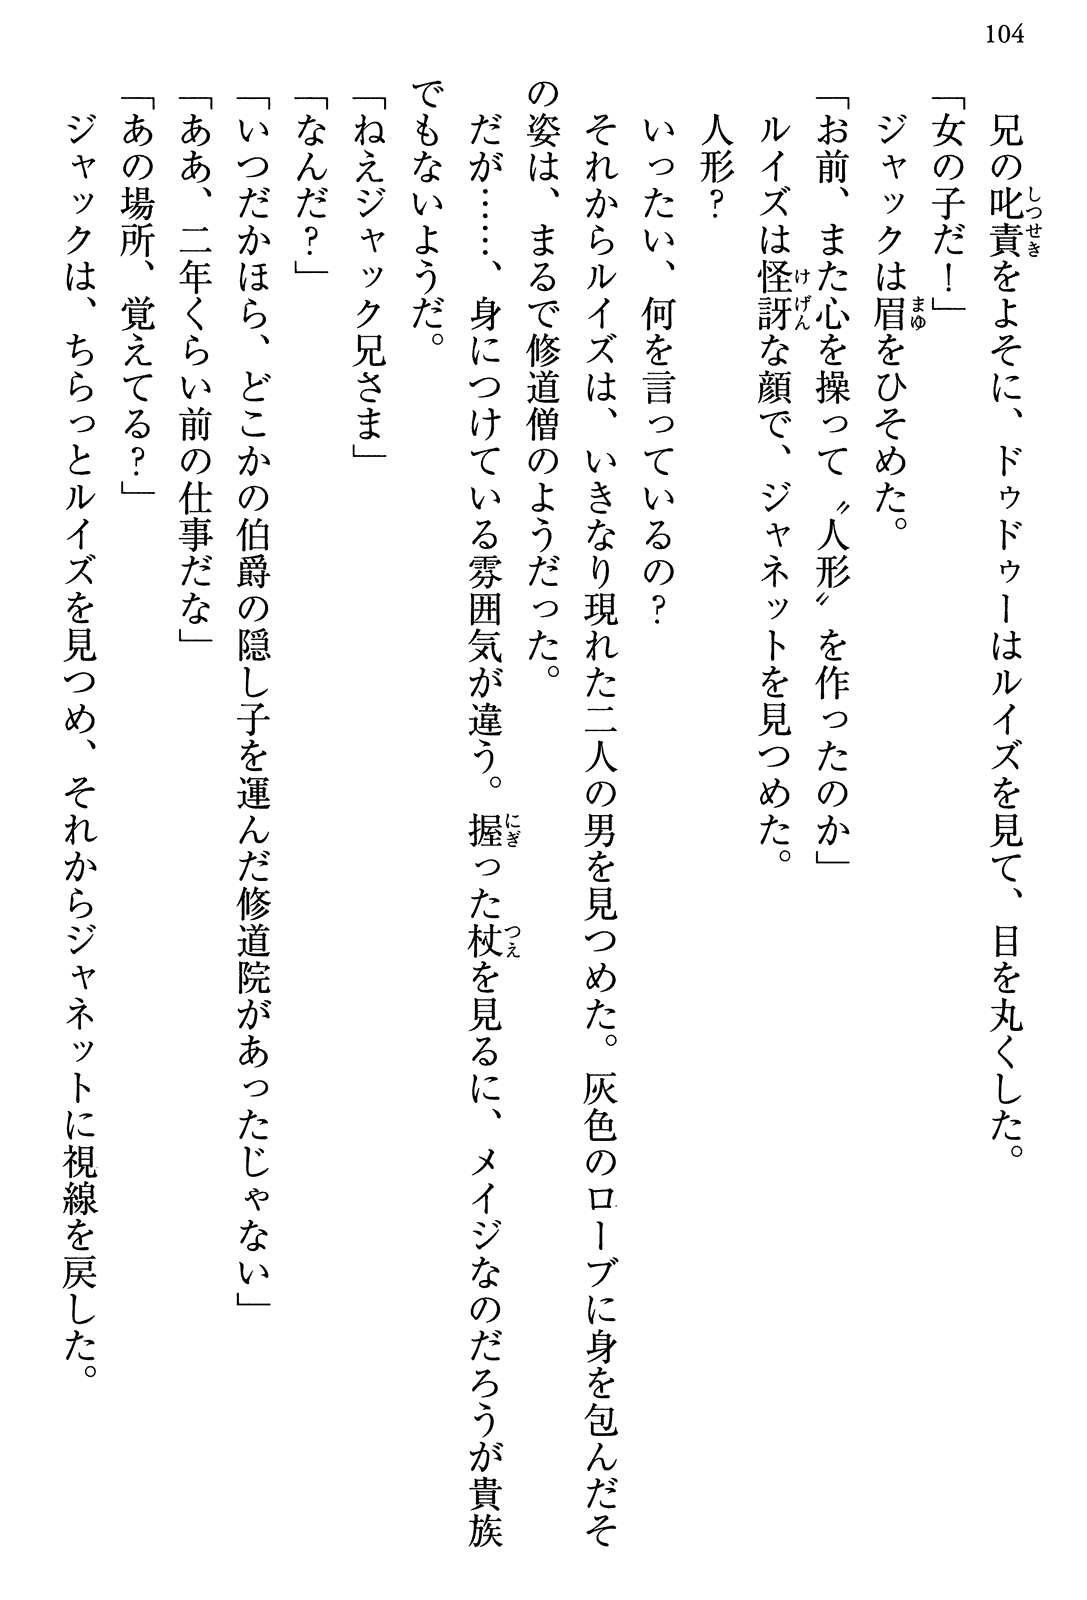 104
兄の叱責をよそに、ドゥドゥーはルイズを見て、目を丸くした。
「女の子だ！」
ジャックは眉をひそめた。
「お前、また心を操って〝人形〟を作ったのか」
ルイズは怪訝な顔で、ジャネットを見つめた。
人形？
いったい、何を言っているの？
それからルイズは、いきなり現れた二人の男を見つめた。灰色のローブに身を包んだそ
の姿は、まるで修道僧のようだった。
だが……、身につけている雰囲気が違う。握った杖を見るに、メイジなのだろうが貴族
でもないようだ。
「ねえジャック兄さま」
「なんだ？」
「いつだかほら、どこかの伯爵の隠し子を運んだ修道院があったじゃない」
「ああ、二年くらい前の仕事だな」
「あの場所、覚えてる？」
ジャックは、ちらっとルイズを見つめ、それからジャネットに視線を戻した。
しつせき
まゆ
けげん
にぎ
つえ